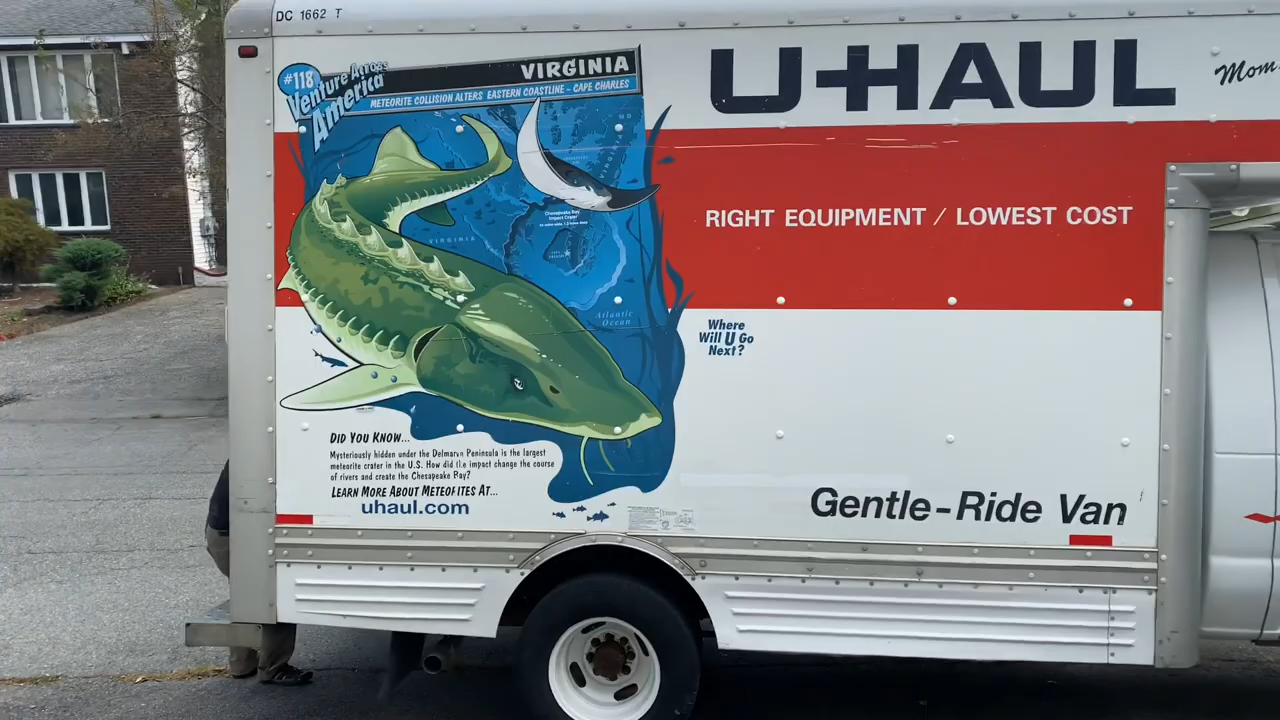 DC 1662 T
U-HAUL
Mom
#118
Venture Across
America
VIRGINIA
METEORITE COLLISION ALTERS EASTERN COASTLINE - CAPE CHARLES
MD
VIRGINIA
Chesapeake Bay
Impact Crater
VIRGINIA
Atlantic
Ocean
RIGHT EQUIPMENT / LOWEST COST
Where
Will U Go
Next?
DID YOU KNOW...
Mysteriously hidden under the Delmarva Peninsula is the largest
meteorite crater in the U.S. How did the impact change the course
of rivers and create the Chesapeake Bay?
LEARN MORE ABOUT METEORITES AT...
uhaul.com
Gentle-Ride Van